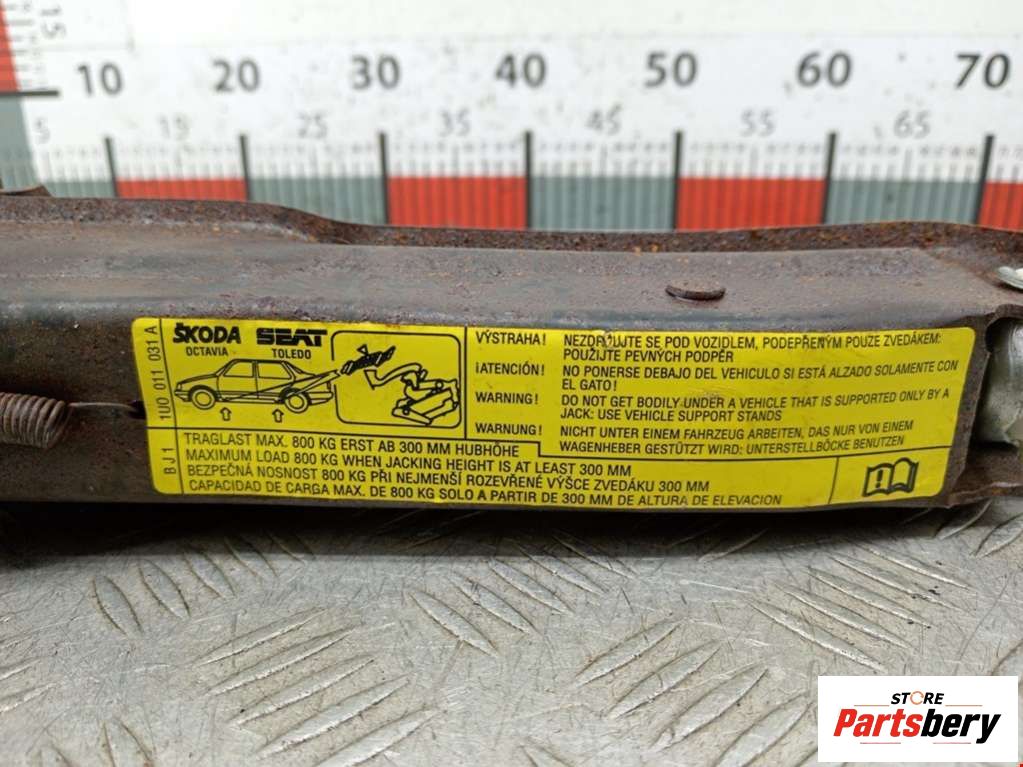 15
10 20 30 40 50 60 70
5 15 25 35 45 55 65
1U0 011 031 A
BJ1
ŠKODA SEAT
OCTAVIA TOLEDO
VÝSTRAHA! NEZDRŽUJTE SE POD VOZIDLEM, PODEPŘENÝM POUZE ZVEDÁKEM:
POUŽIJTE PEVNÝCH PODPĚR
¡ATENCIÓN! NO PONERSE DEBAJO DEL VEHICULO SI ESTÁ ALZADO SOLAMENTE CON
EL GATO!
WARNING! DO NOT GET BODILY UNDER A VEHICLE THAT IS SUPPORTED ONLY BY A
JACK: USE VEHICLE SUPPORT STANDS
WARNUNG! NICHT UNTER EINEM FAHRZEUG ARBEITEN, DAS NUR VON EINEM
WAGENHEBER GESTÜTZT WIRD: UNTERSTELLBÖCKE BENUTZEN
TRAGLAST MAX. 800 KG ERST AB 300 MM HUBHÖHE
MAXIMUM LOAD 800 KG WHEN JACKING HEIGHT IS AT LEAST 300 MM
BEZPEČNÁ NOSNOST 800 KG PŘI NEJMENŠÍ ROZEVŘENÉ VÝŠCE ZVEDÁKU 300 MM
CAPACIDAD DE CARGA MAX. DE 800 KG SOLO A PARTIR DE 300 MM DE ALTURA DE ELEVACION
STORE
Partsbery